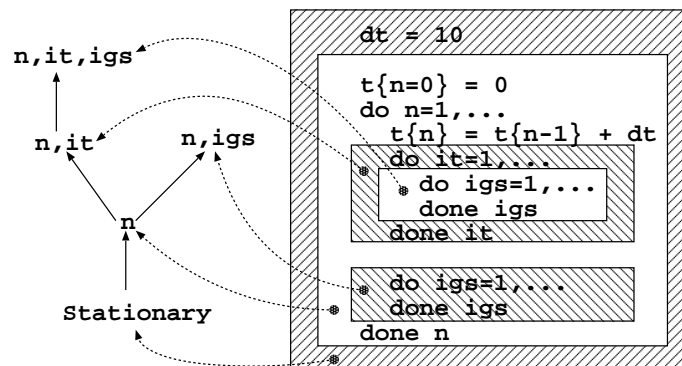 n,it,igs
n,it
n,igs
n
Stationary
dt = 10
t{n=0} = 0
do n=1,...
t{n} = t{n-1} + dt
do it=1,...
do igs=1,...
done igs
done it
do igs=1,...
done igs
done n